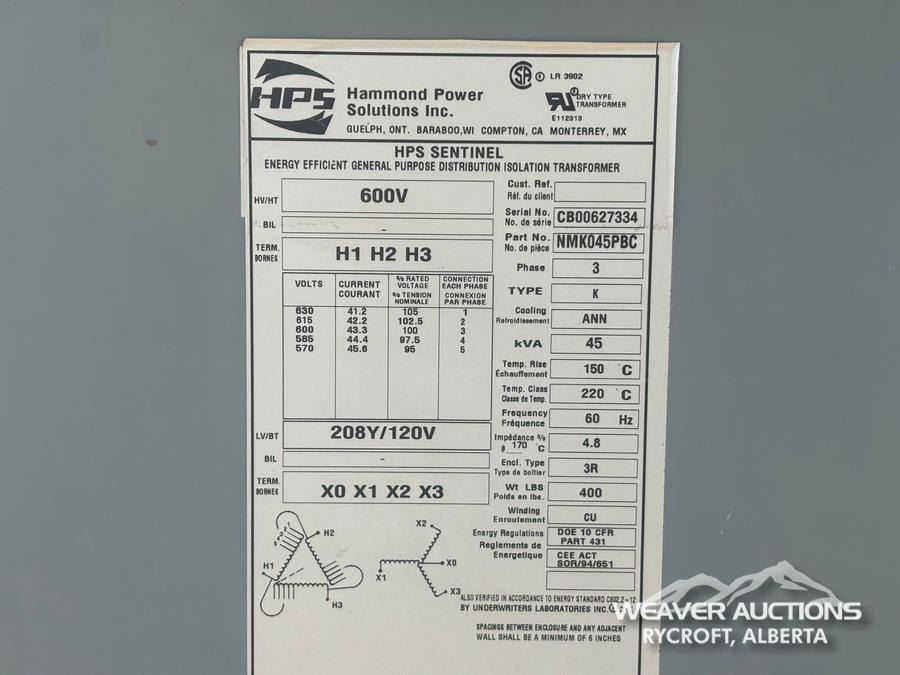 HPS
Hammond Power
Solutions Inc.
LR 3902
DRY TYPE
TRANSFORMER
E112313
GUELPH, ONT. BARABOO,WI COMPTON, CA MONTERREY, MX
HPS SENTINEL
ENERGY EFFICIENT GENERAL PURPOSE DISTRIBUTION ISOLATION TRANSFORMER
HV/HT 600V
BIL -
TERM.
BORNES H1 H2 H3
VOLTS CURRENT
COURANT % RATED
VOLTAGE
% TENSION
NOMINALE CONNECTION
EACH PHASE
CONNEXION
PAR PHASE
630 41.2 105 1
615 42.2 102.5 2
600 43.3 100 3
585 44.4 97.5 4
570 45.6 95 5
LV/BT 208Y/120V
BIL -
TERM.
BORNES X0 X1 X2 X3
H1 H2 H3
X2 X0 X1 X3
Cust. Ref.
Réf. du client
Serial No.
No. de série CB00627334
Part No.
No. de pièce NMK045PBC
Phase 3
TYPE K
Cooling
Refroidissement ANN
kVA 45
Temp. Rise
Échauffement 150 °C
Temp. Class
Classe de Temp. 220 °C
Frequency
Fréquence 60 Hz
Impédance %
@ 170 °C 4.8
Encl. Type
Type de boîtier 3R
Wt LBS
Poids en lbs. 400
Winding
Enroulement CU
Energy Regulations
Reglements de
Energetique
DOE 10 CFR
PART 431
CEE ACT
SOR/94/651
ALSO VERIFIED IN ACCORDANCE TO ENERGY STANDARD C802.2-12
BY UNDERWRITERS LABORATORIES INC.
SPACINGS BETWEEN ENCLOSURE AND ANY ADJACENT
WALL SHALL BE A MINIMUM OF 6 INCHES
WEAVER AUCTIONS
RYCROFT, ALBERTA